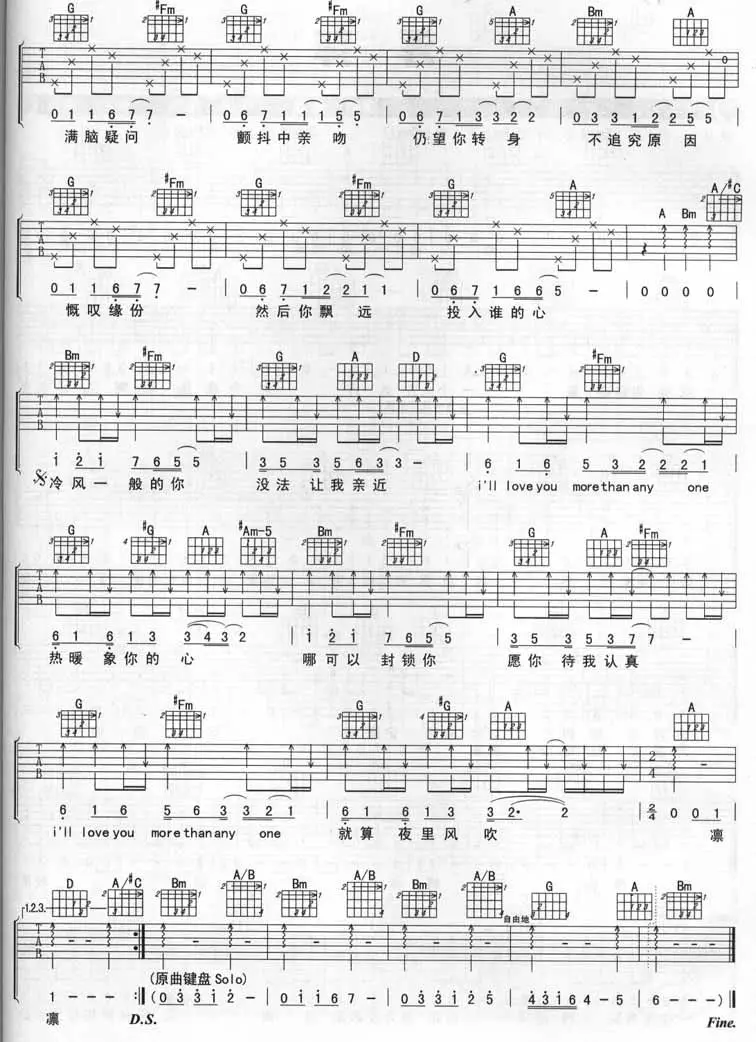 G #Fm G #Fm G A Bm A
0 1 1 6 7 7 - | 0 6 7 1 1 1 5 5 | 0 6 7 1 3 3 2 2 | 0 3 3 1 2 2 5 5
满脑疑问 颤抖中亲吻 仍望你转身 不追究原因
G #Fm G #Fm G A A Bm A/#C
0 1 1 6 7 7 - | 0 6 7 1 2 2 1 1 | 0 6 7 1 6 6 5 - | 0 0 0 0
慨叹缘份 然后你飘远 投入谁的心
Bm #Fm G A D G #Fm
1 2 1 7 6 5 5 | 3 5 3 5 6 3 3 - | 6 1 6 5 3 2 2 2 1
冷风一般的你 没法让我亲近 i'll love you more than any one
G #G A #Am-5 Bm #Fm G A #Fm
6 1 6 1 3 3 4 3 2 | 1 2 1 7 6 5 5 | 3 5 3 5 3 7 7 -
热暖象你的心 哪可以封锁你 愿你待我认真
G #Fm G #G A A
6 1 6 5 6 3 3 2 1 | 6 1 6 1 3 3 2· 2 | 2/4 0 0 1
i'll love you more than any one 就算夜里风吹 凛
D A/#C Bm A/B Bm A/B Bm A/B G A Bm
1.2.3. 自由地
(原曲键盘Solo)
1 - - - :‖ (0 3 3 1 2 - | 0 1 1 6 7 - | 0 3 3 1 2 5 | 4 3 1 6 4 - 5 | 6 - - ) ‖
凛 D.S. Fine.